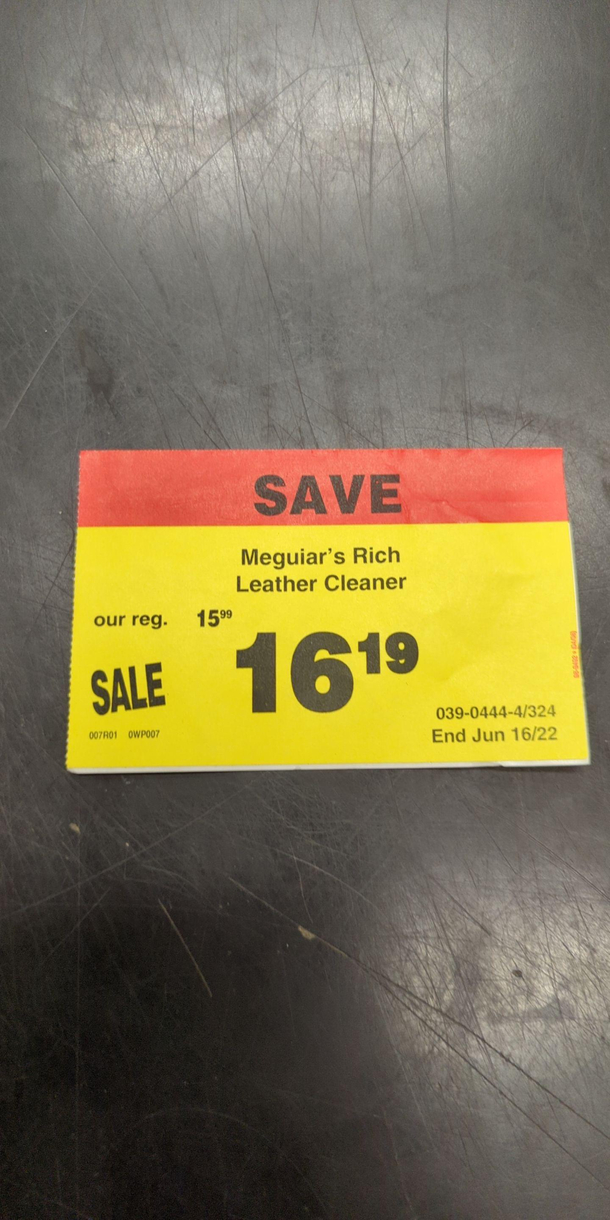 SAVE
Meguiar's Rich
Leather Cleaner
our reg. 15⁹⁹
SALE 16¹⁹
007R01 0WP007
039-0444-4/324
End Jun 16/22